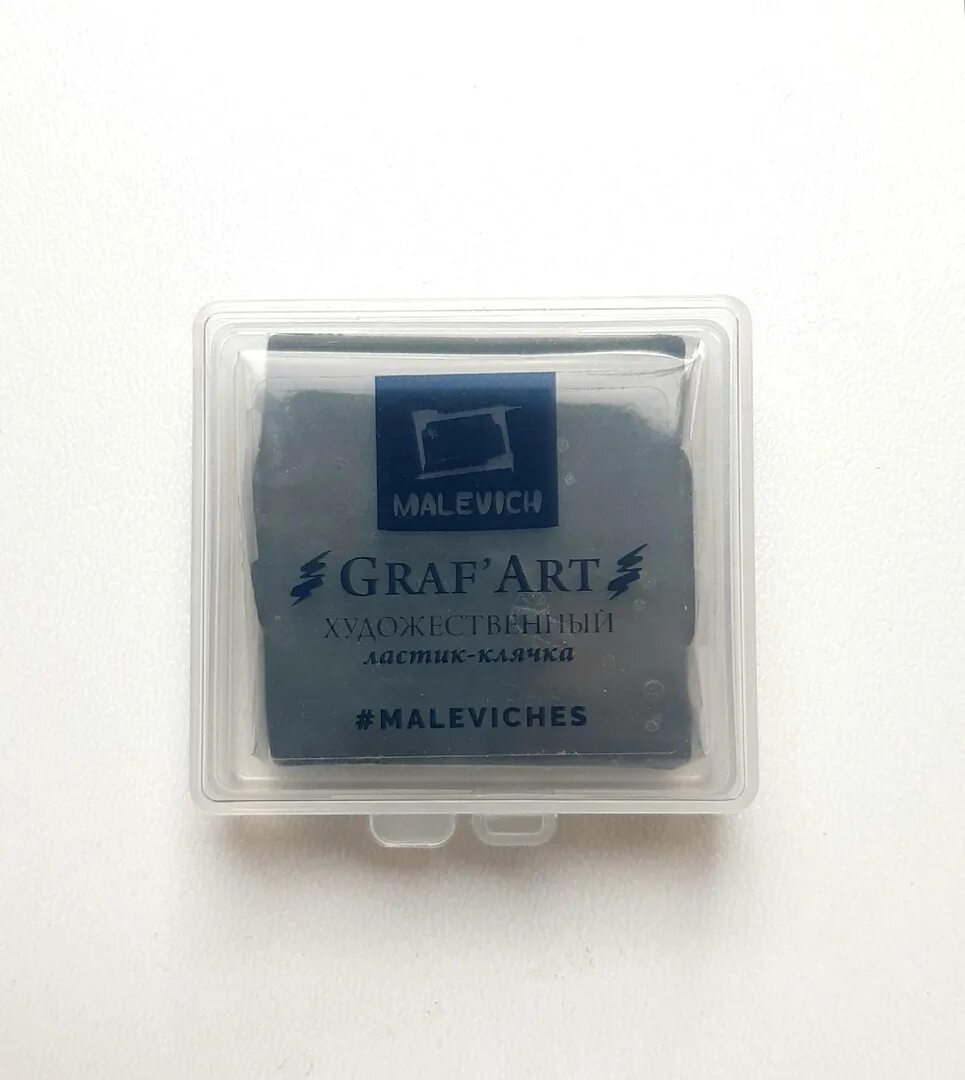 MALEVICH
GRAF'ART
ХУДОЖЕСТВЕННЫЙ
ластик-клячка
#MALEVICHES